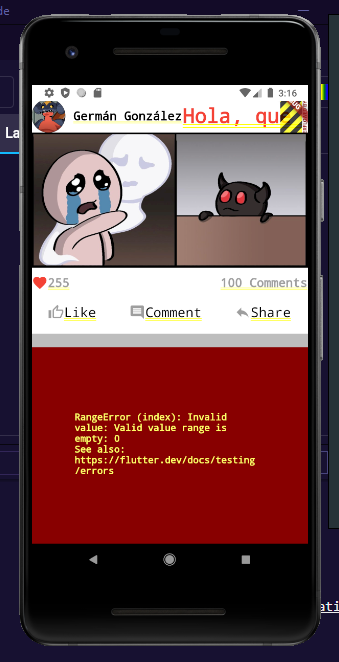 de
La
3:16
Germán González Hola, qu
255
100 Comments
Like
Comment
Share
RangeError (index): Invalid
value: Valid value range is
empty: 0
See also:
https://flutter.dev/docs/testing
/errors
ati